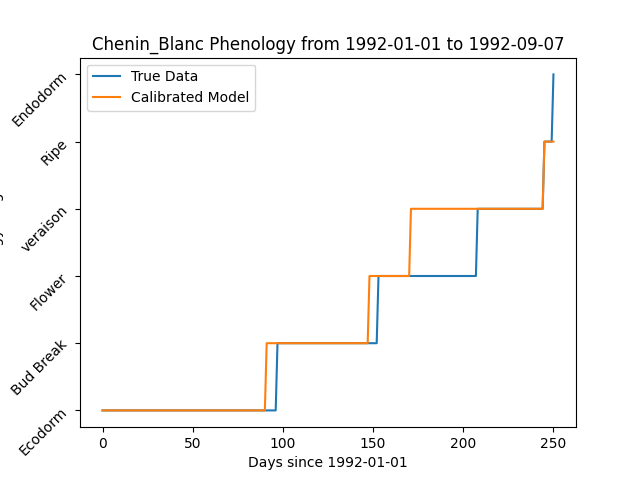 Chenin_Blanc Phenology from 1992-01-01 to 1992-09-07
True Data
Calibrated Model
Endodorm
Ripe
veraison
Flower
Bud Break
Ecodorm
0 50 100 150 200 250
Days since 1992-01-01